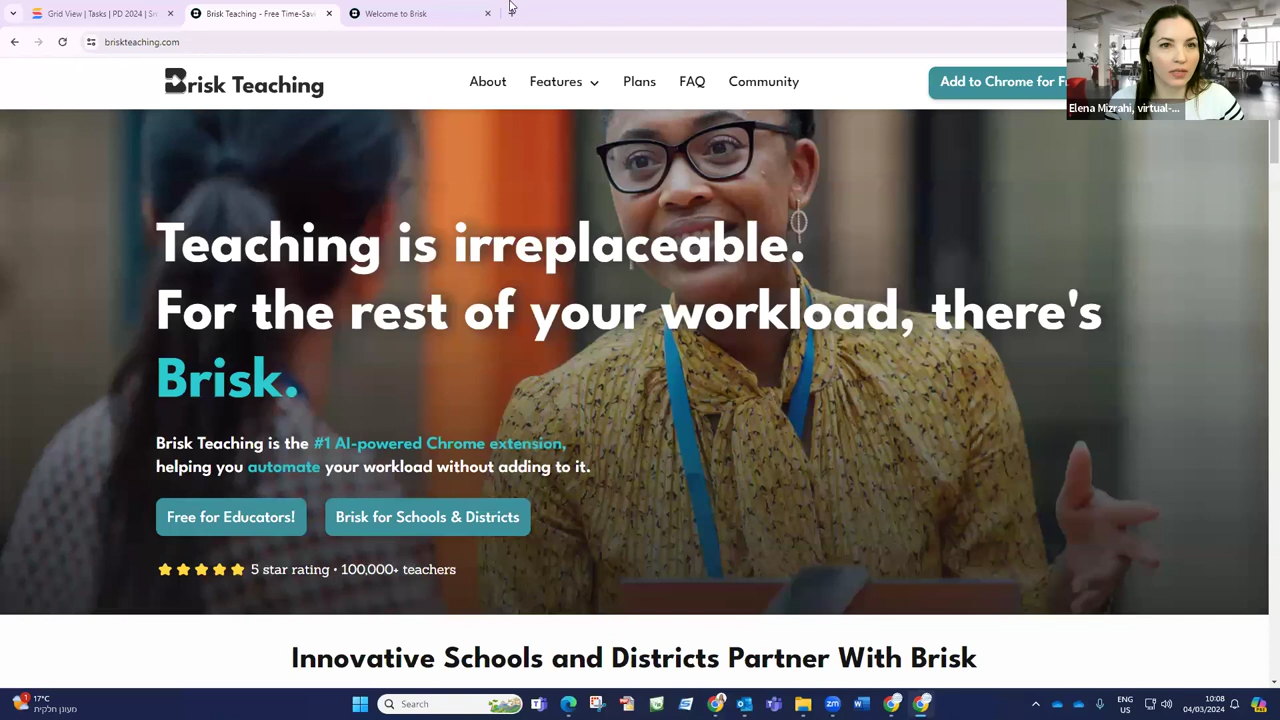 Grid View | Tasks | PD 2024 | Sm
Brisk Teaching - Free Time-Savi
Welcome to Brisk
briskteaching.com
Brisk Teaching
About
Features
Plans
FAQ
Community
Add to Chrome for F
Elena Mizrahi, virtual-...
Teaching is irreplaceable.
For the rest of your workload, there's
Brisk.
Brisk Teaching is the #1 AI-powered Chrome extension,
helping you automate your workload without adding to it.
Free for Educators!
Brisk for Schools & Districts
5 star rating • 100,000+ teachers
Innovative Schools and Districts Partner With Brisk
1
17°C
מעונן חלקית
Search
ENG
US
10:08
04/03/2024